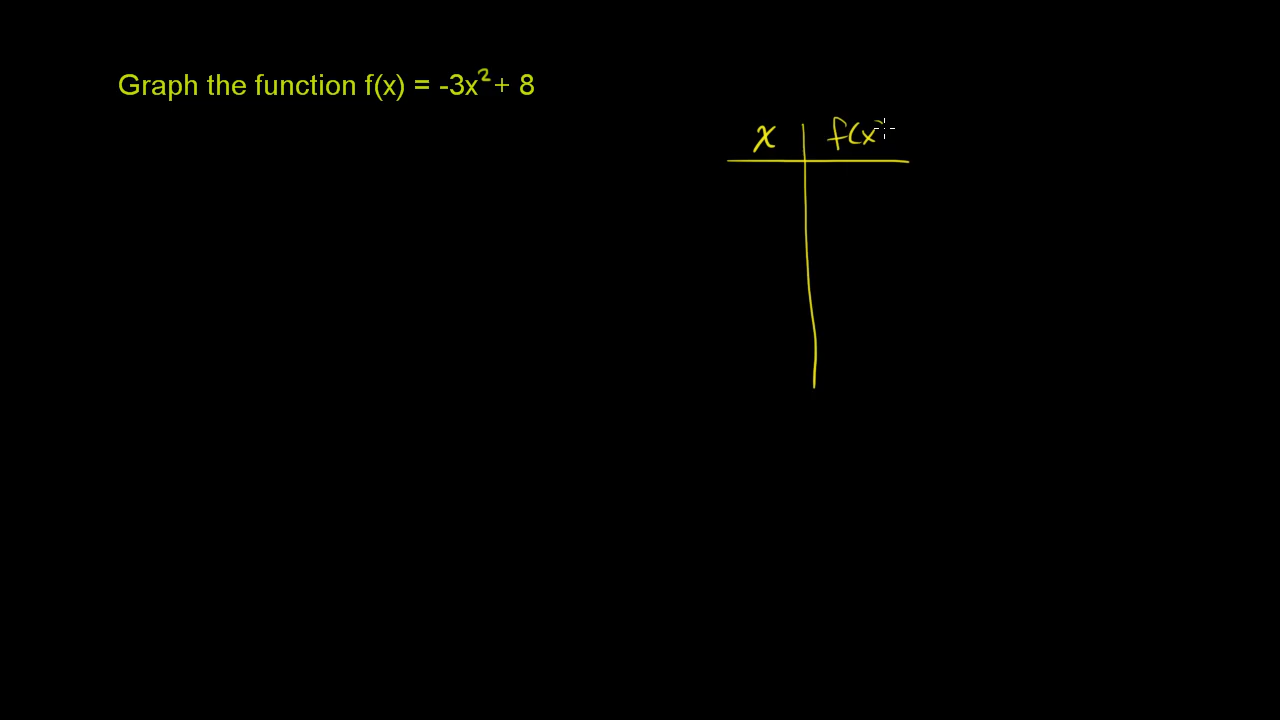 Graph the function f(x) = -3x² + 8
x f(x)